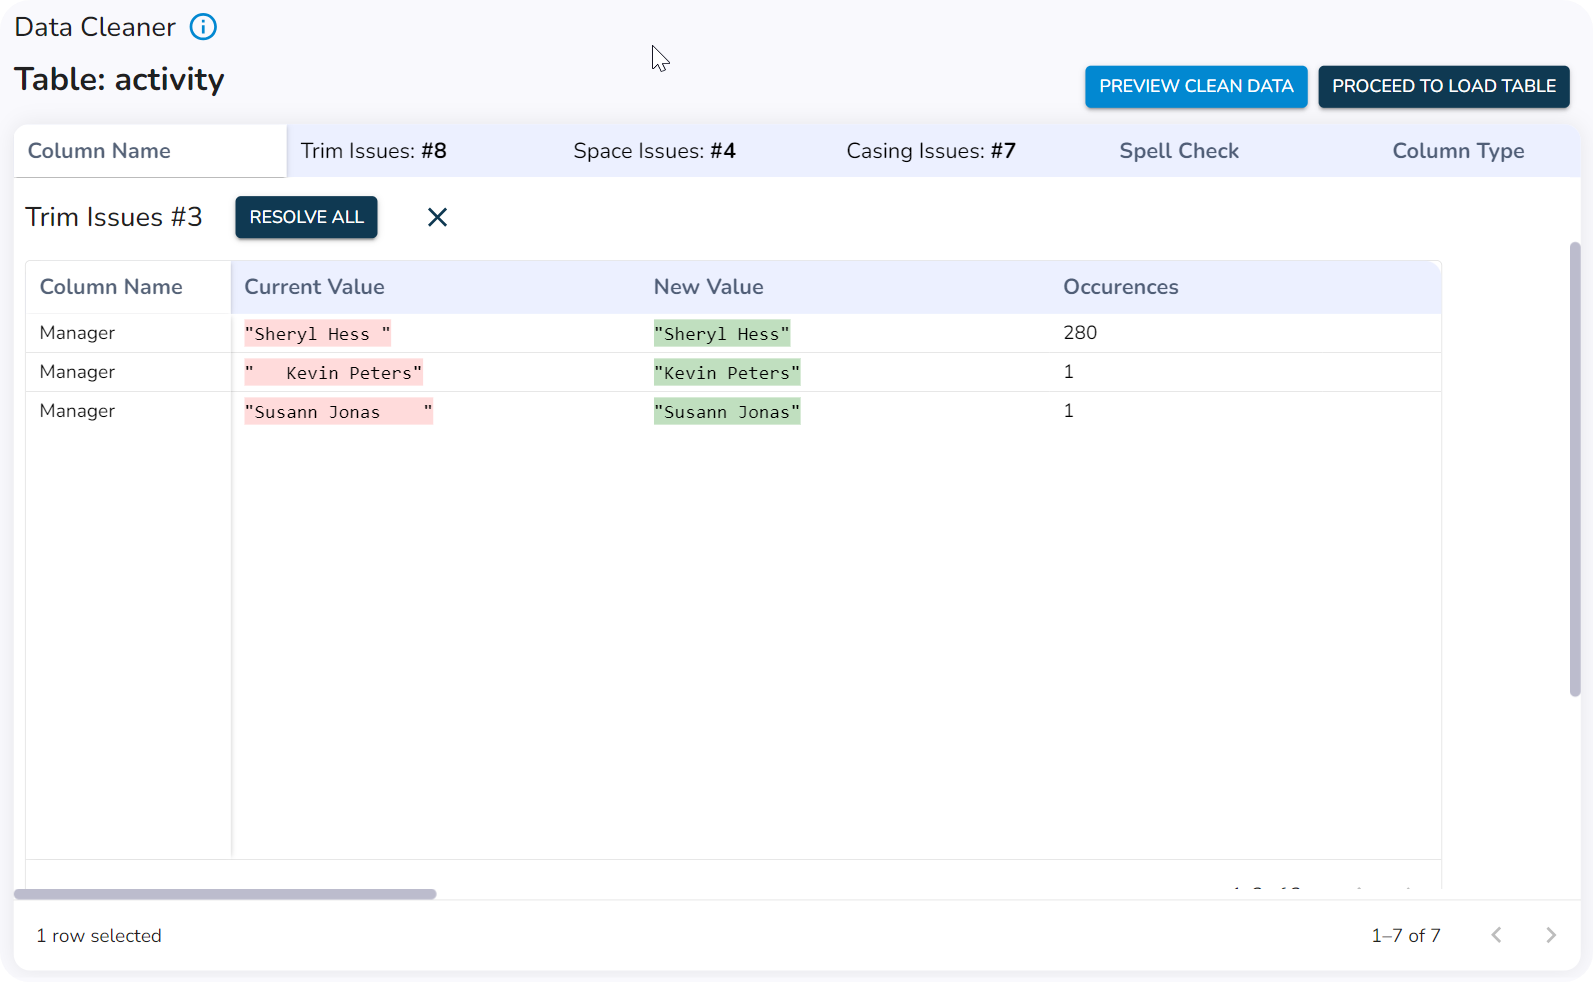 Data Cleaner
Table: activity
PREVIEW CLEAN DATA PROCEED TO LOAD TABLE
Column Name Trim Issues: #8 Space Issues: #4 Casing Issues: #7 Spell Check Column Type
Trim Issues #3 RESOLVE ALL
Column Name Current Value New Value Occurences
Manager "Sheryl Hess " "Sheryl Hess" 280
Manager "   Kevin Peters" "Kevin Peters" 1
Manager "Susann Jonas    " "Susann Jonas" 1
1 row selected 1–7 of 7